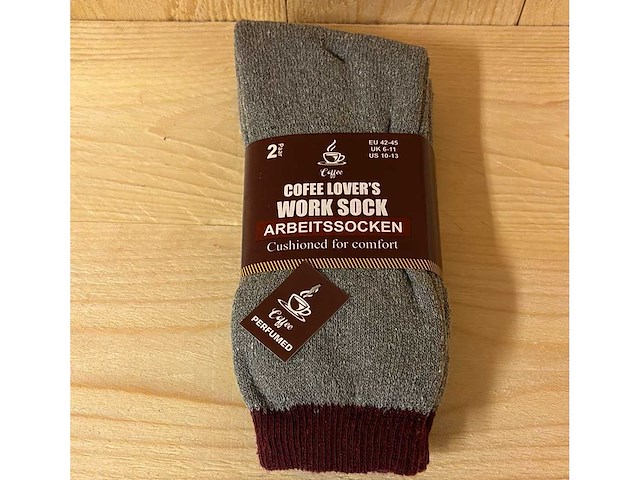 2 Paar
EU 42-45
UK 6-11
US 10-13
Coffee
COFEE LOVER'S
WORK SOCK
ARBEITSSOCKEN
Cushioned for comfort
Coffee
PERFUMED